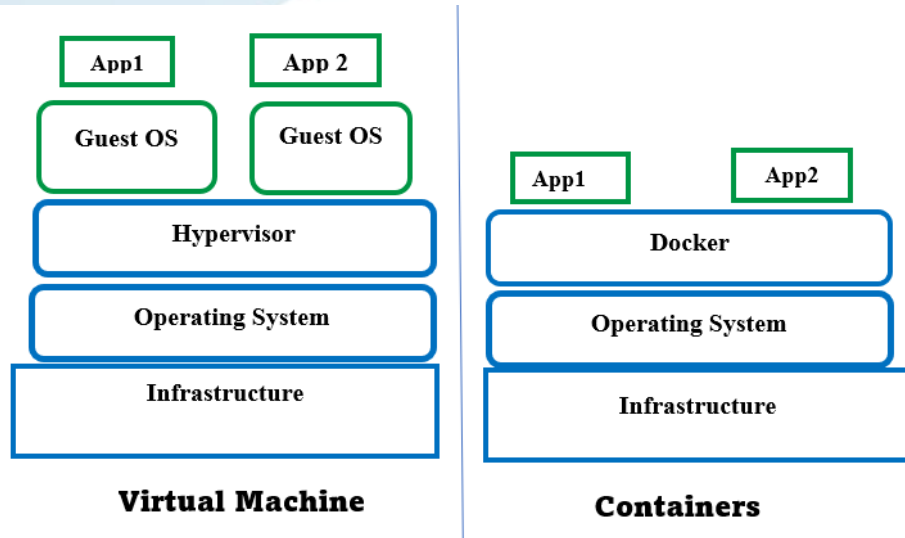 App1
App 2
Guest OS
Guest OS
Hypervisor
Operating System
Infrastructure
Virtual Machine
App1
App2
Docker
Operating System
Infrastructure
Containers